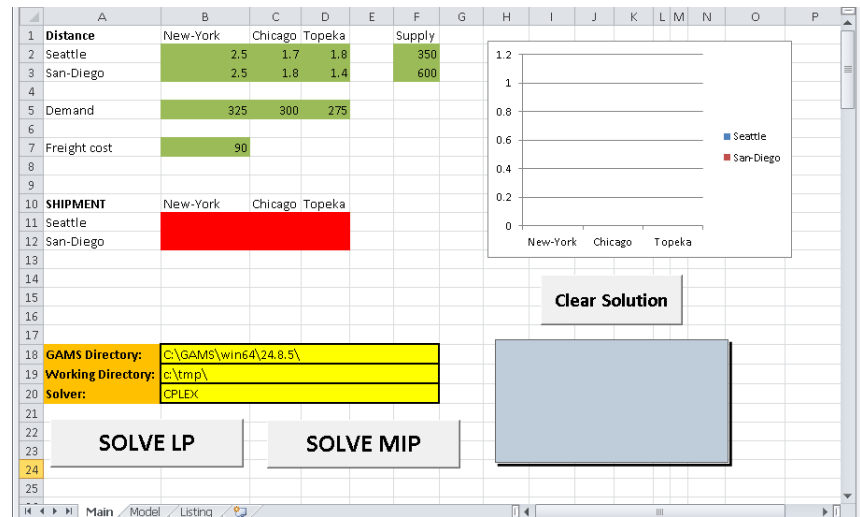 A B C D E F G H I J K L M N O P
1 Distance New-York Chicago Topeka Supply
2 Seattle 2.5 1.7 1.8 350
3 San-Diego 2.5 1.8 1.4 600
4
5 Demand 325 300 275
6
7 Freight cost 90
8
9
10 SHIPMENT New-York Chicago Topeka
11 Seattle
12 San-Diego
13
14
15
16
17
18 GAMS Directory: C:\GAMS\win64\24.8.5\
19 Working Directory: c:\tmp\
20 Solver: CPLEX
21
22
23
24
25
1.2
1
0.8
0.6
0.4
0.2
0
New-York Chicago Topeka
Seattle
San-Diego
Clear Solution
SOLVE LP
SOLVE MIP
Main Model Listing